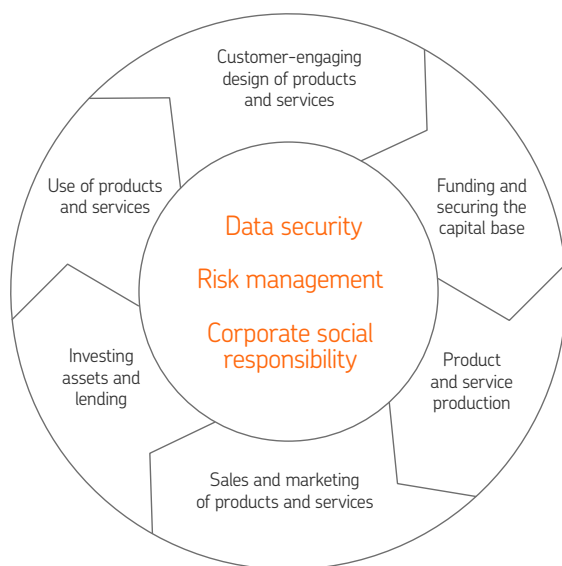 Customer-engaging
design of products
and services
Funding and
securing the
capital base
Product
and service
production
Sales and marketing
of products and services
Investing
assets and
lending
Use of products
and services
Data security
Risk management
Corporate social
responsibility